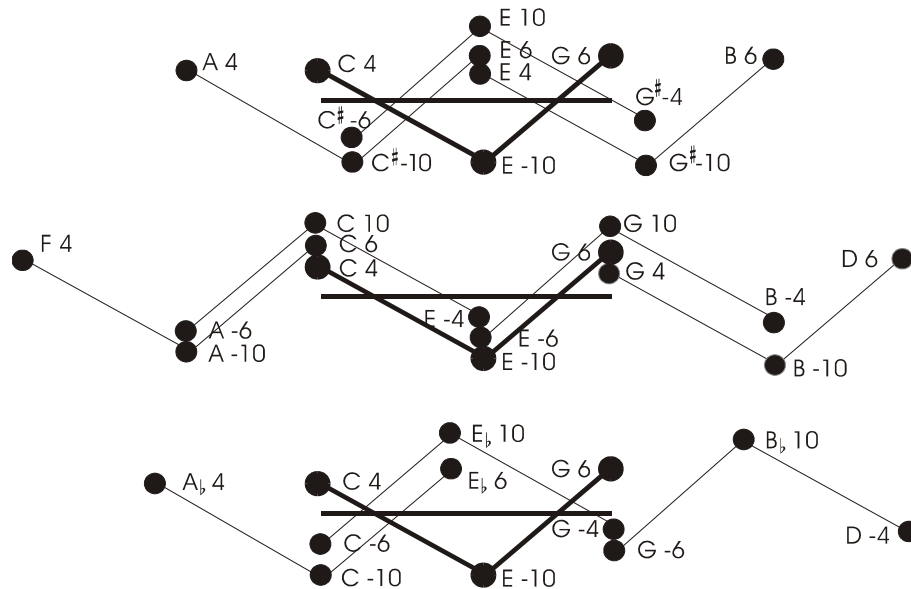 E 10
A 4
C 4
E 6
G 6
B 6
E 4
G♯-4
C♯-6
C♯-10
E -10
G♯-10
F 4
C 10
G 10
C 6
G 6
D 6
C 4
G 4
A -6
E -4
B -4
A -10
E -6
E -10
B -10
E♭ 10
B♭ 10
A♭ 4
C 4
E♭ 6
G 6
C -6
G -4
G -6
D -4
C -10
E -10